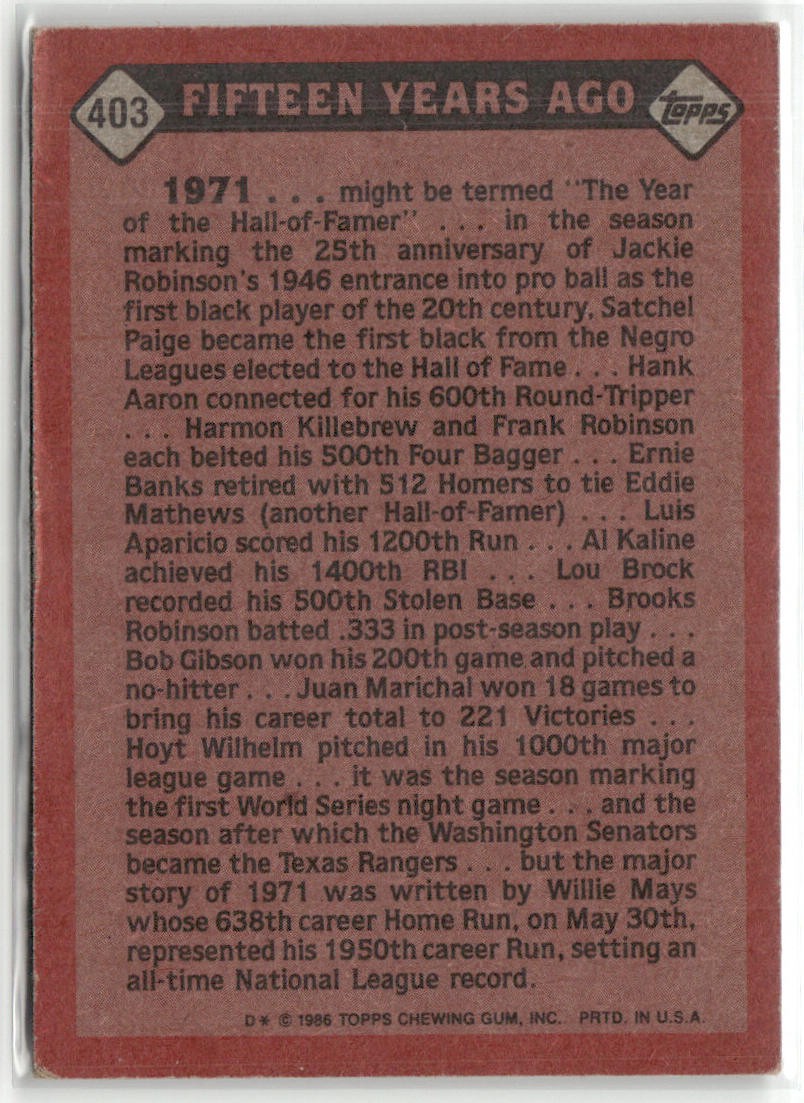 403 FIFTEEN YEARS AGO topps
1971 . . . might be termed "The Year
of the Hall-of-Famer" . . . in the season
marking the 25th anniversary of Jackie
Robinson's 1946 entrance into pro ball as the
first black player of the 20th century, Satchel
Paige became the first black from the Negro
Leagues elected to the Hall of Fame . . . Hank
Aaron connected for his 600th Round-Tripper
. . . Harmon Killebrew and Frank Robinson
each belted his 500th Four Bagger . . . Ernie
Banks retired with 512 Homers to tie Eddie
Mathews (another Hall-of-Famer) . . . Luis
Aparicio scored his 1200th Run . . . Al Kaline
achieved his 1400th RBI . . . Lou Brock
recorded his 500th Stolen Base . . . Brooks
Robinson batted .333 in post-season play . . .
Bob Gibson won his 200th game and pitched a
no-hitter . . . Juan Marichal won 18 games to
bring his career total to 221 Victories . . .
Hoyt Wilhelm pitched in his 1000th major
league game . . . it was the season marking
the first World Series night game . . . and the
season after which the Washington Senators
became the Texas Rangers . . . but the major
story of 1971 was written by Willie Mays
whose 638th career Home Run, on May 30th,
represented his 1950th career Run, setting an
all-time National League record.
D* © 1986 TOPPS CHEWING GUM, INC. PRTD. IN U.S.A.